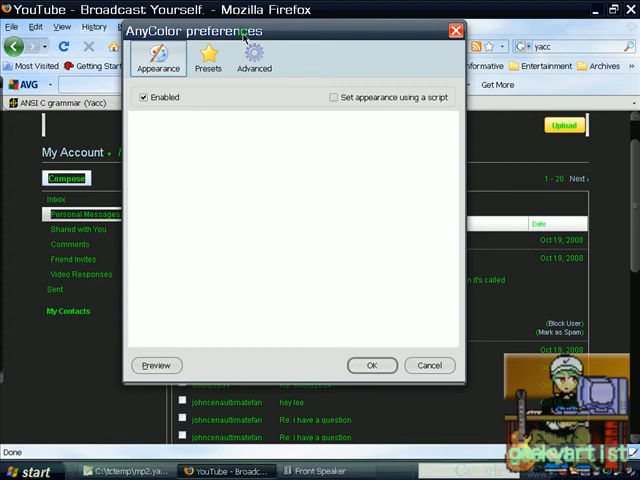 YouTube - Broadcast Yourself. - Mozilla Firefox
File Edit View History
AnyColor preferences
Appearance Presets Advanced
yacc
Most Visited Getting Start
Entertainment Archives
AVG
Get More
ANSI C grammar (Yacc)
Enabled
Set appearance using a script
Upload
My Account
Compose
1 - 20 Next
Inbox
Personal Messages
Date
Shared with You
Oct 19, 2008
Comments
Oct 19, 2008
Friend Invites
Video Responses
n it's called
Sent
My Contacts
(Block User)
(Mark as Spam)
Oct 19, 2008
Preview
OK
Cancel
johncenaultimatefan hey lee
johncenaultimatefan Re: i have a question
johncenaultimatefan Re: i have a question
geekyartist
Done
start
C:\tctemp\mp2.ya...
YouTube - Broadc...
Front Speaker